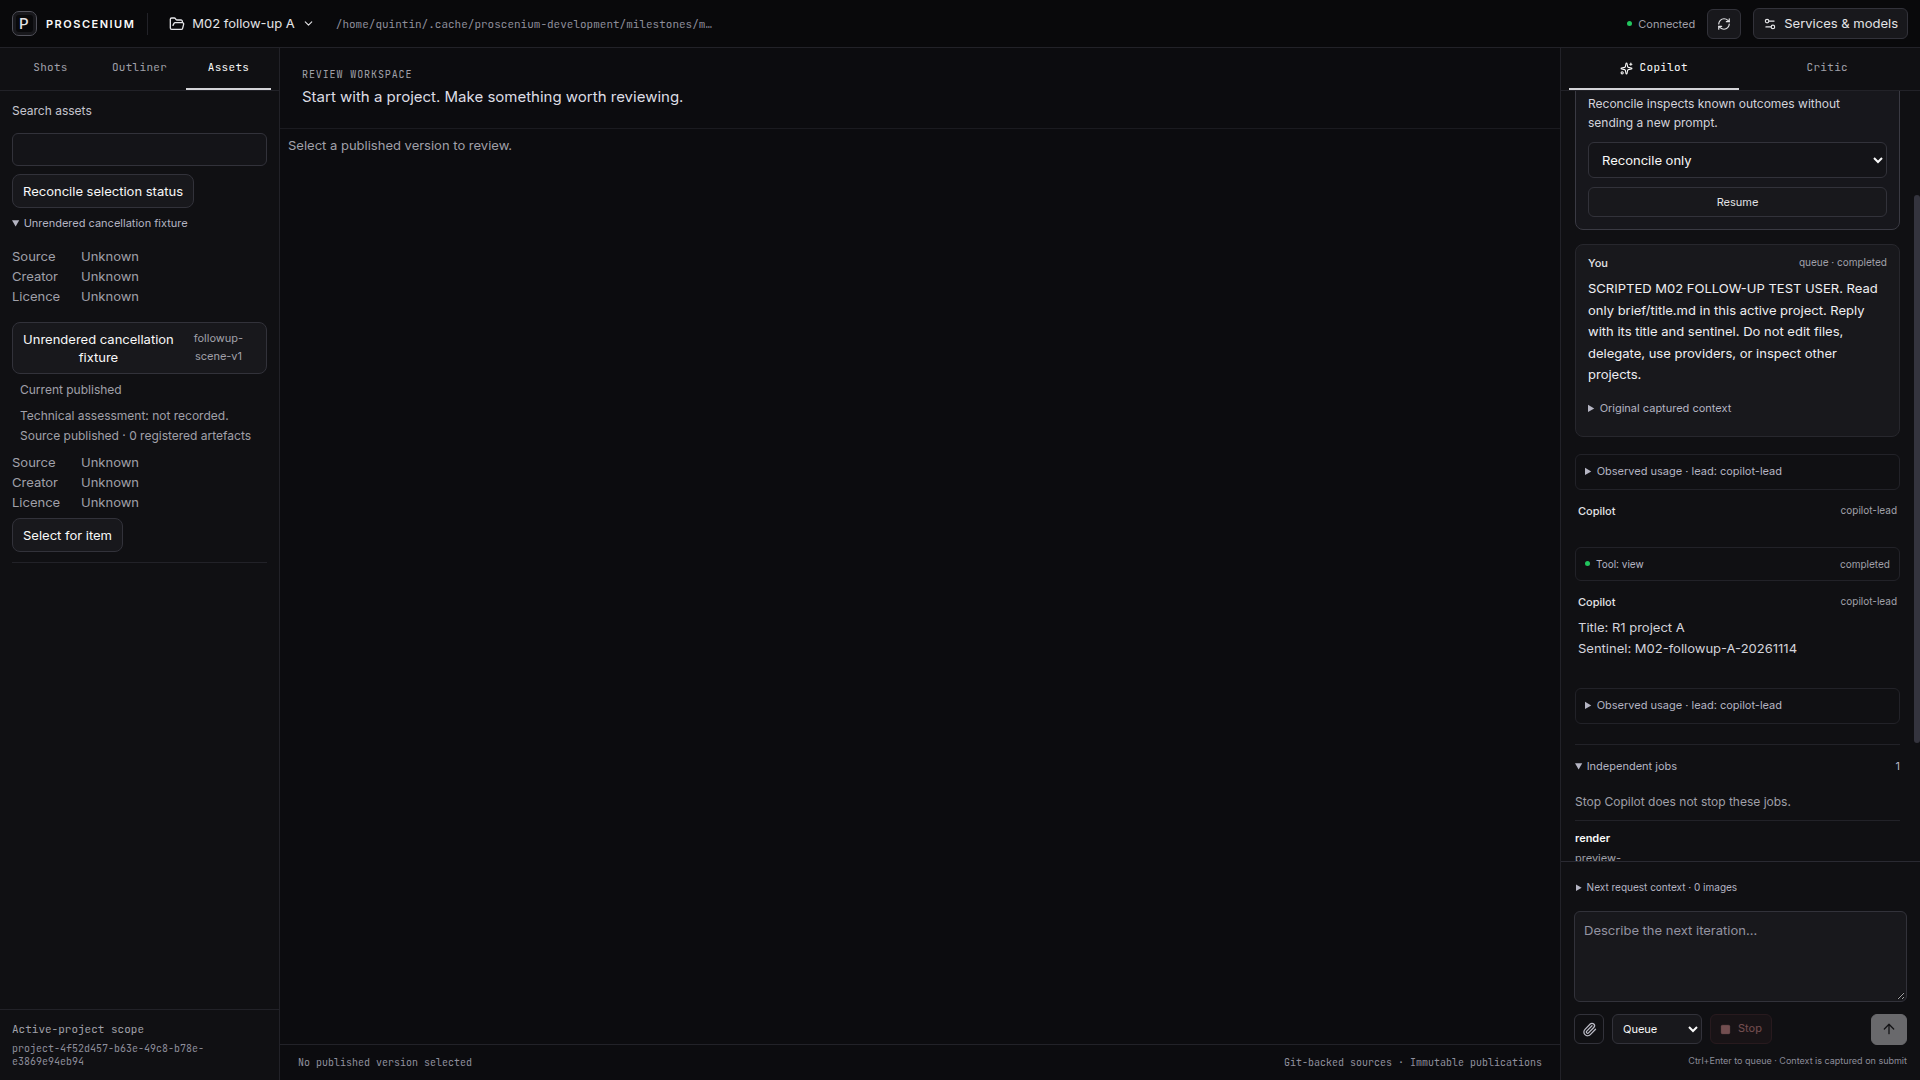 P PROSCENIUM
M02 follow-up A
/home/quintin/.cache/proscenium-development/milestones/m…
Connected
Services & models
Shots
Outliner
Assets
Search assets
Reconcile selection status
Unrendered cancellation fixture
Source Unknown
Creator Unknown
Licence Unknown
Unrendered cancellation fixture
followup-scene-v1
Current published
Technical assessment: not recorded.
Source published · 0 registered artefacts
Source Unknown
Creator Unknown
Licence Unknown
Select for item
Active-project scope
project-4f52d457-b63e-49c8-b78e-
e3869e94eb94
REVIEW WORKSPACE
Start with a project. Make something worth reviewing.
Select a published version to review.
No published version selected
Git-backed sources · Immutable publications
Copilot
Critic
Reconcile inspects known outcomes without
sending a new prompt.
Reconcile only
Resume
You
queue · completed
SCRIPTED M02 FOLLOW-UP TEST USER. Read
only brief/title.md in this active project. Reply
with its title and sentinel. Do not edit files,
delegate, use providers, or inspect other
projects.
Original captured context
Observed usage · lead: copilot-lead
Copilot
copilot-lead
Tool: view
completed
Copilot
copilot-lead
Title: R1 project A
Sentinel: M02-followup-A-20261114
Observed usage · lead: copilot-lead
Independent jobs
1
Stop Copilot does not stop these jobs.
render
preview-
Next request context · 0 images
Describe the next iteration...
Queue
Stop
Ctrl+Enter to queue · Context is captured on submit